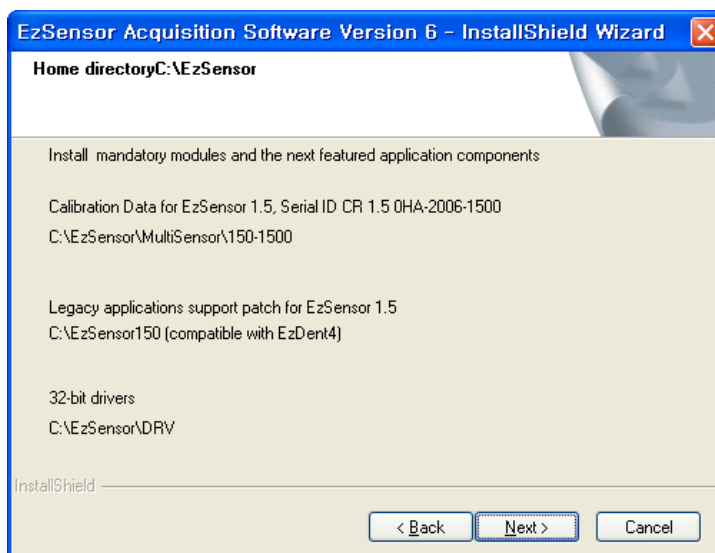 EzSensor Acquisition Software Version 6 - InstallShield Wizard
Home directoryC:\EzSensor
Install mandatory modules and the next featured application components
Calibration Data for EzSensor 1.5, Serial ID CR 1.5 0HA-2006-1500
C:\EzSensor\MultiSensor\150-1500
Legacy applications support patch for EzSensor 1.5
C:\EzSensor150 (compatible with EzDent4)
32-bit drivers
C:\EzSensor\DRV
InstallShield
< Back Next > Cancel